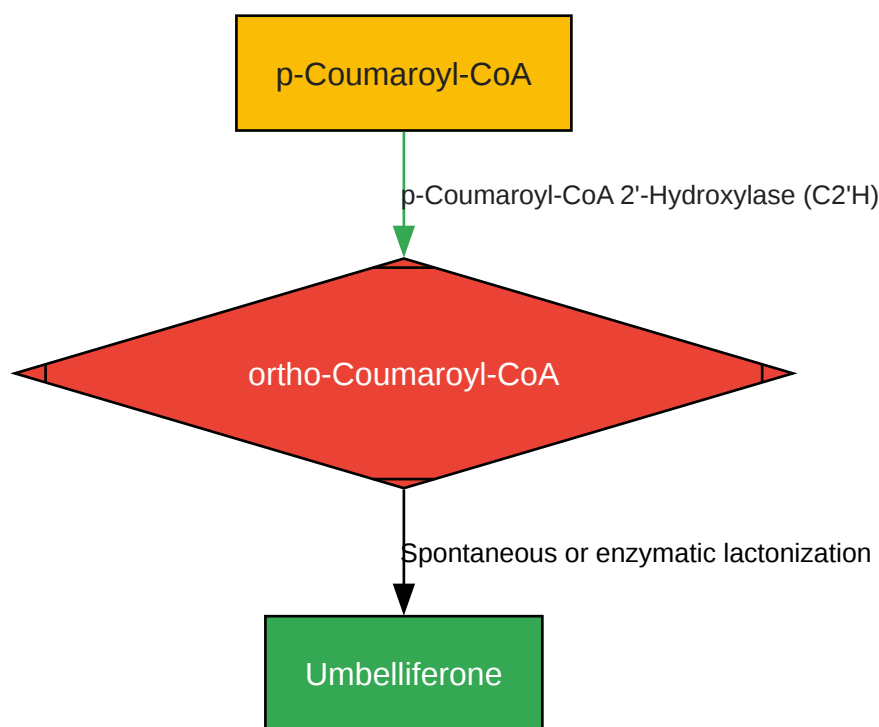 p-Coumaroyl-CoA
p-Coumaroyl-CoA 2'-Hydroxylase (C2'H)
ortho-Coumaroyl-CoA
Spontaneous or enzymatic lactonization
Umbelliferone